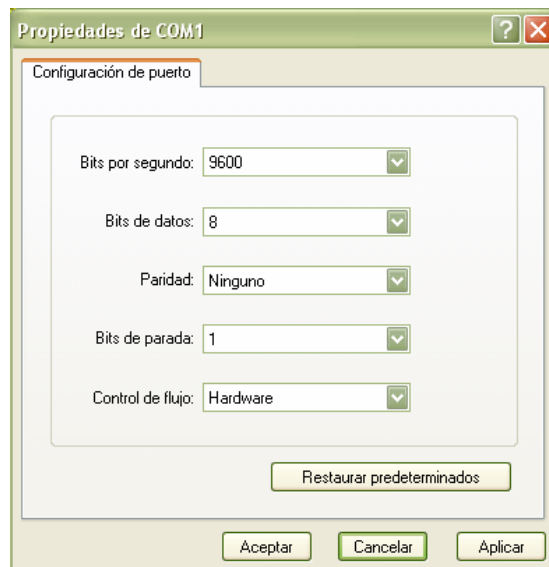 Propiedades de COM1
Configuración de puerto
Bits por segundo: 9600
Bits de datos: 8
Paridad: Ninguno
Bits de parada: 1
Control de flujo: Hardware
Restaurar predeterminados
Aceptar Cancelar Aplicar